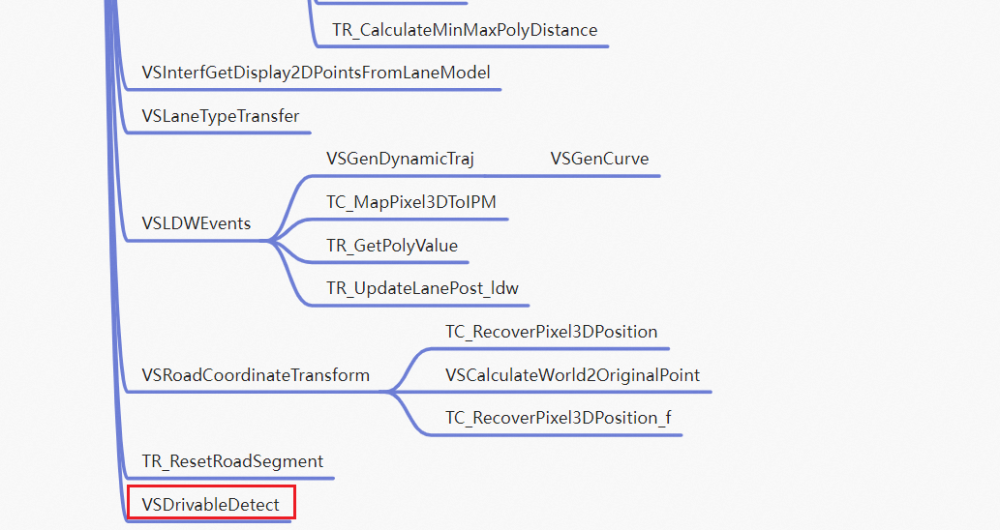 TR_CalculateMinMaxPolyDistance
VSInterfGetDisplay2DPointsFromLaneModel
VSLaneTypeTransfer
VSGenDynamicTraj VSGenCurve
TC_MapPixel3DToIPM
VSLDWEvents
TR_GetPolyValue
TR_UpdateLanePost_ldw
TC_RecoverPixel3DPosition
VSRoadCoordinateTransform VSCalculateWorld2OriginalPoint
TC_RecoverPixel3DPosition_f
TR_ResetRoadSegment
VSDrivableDetect